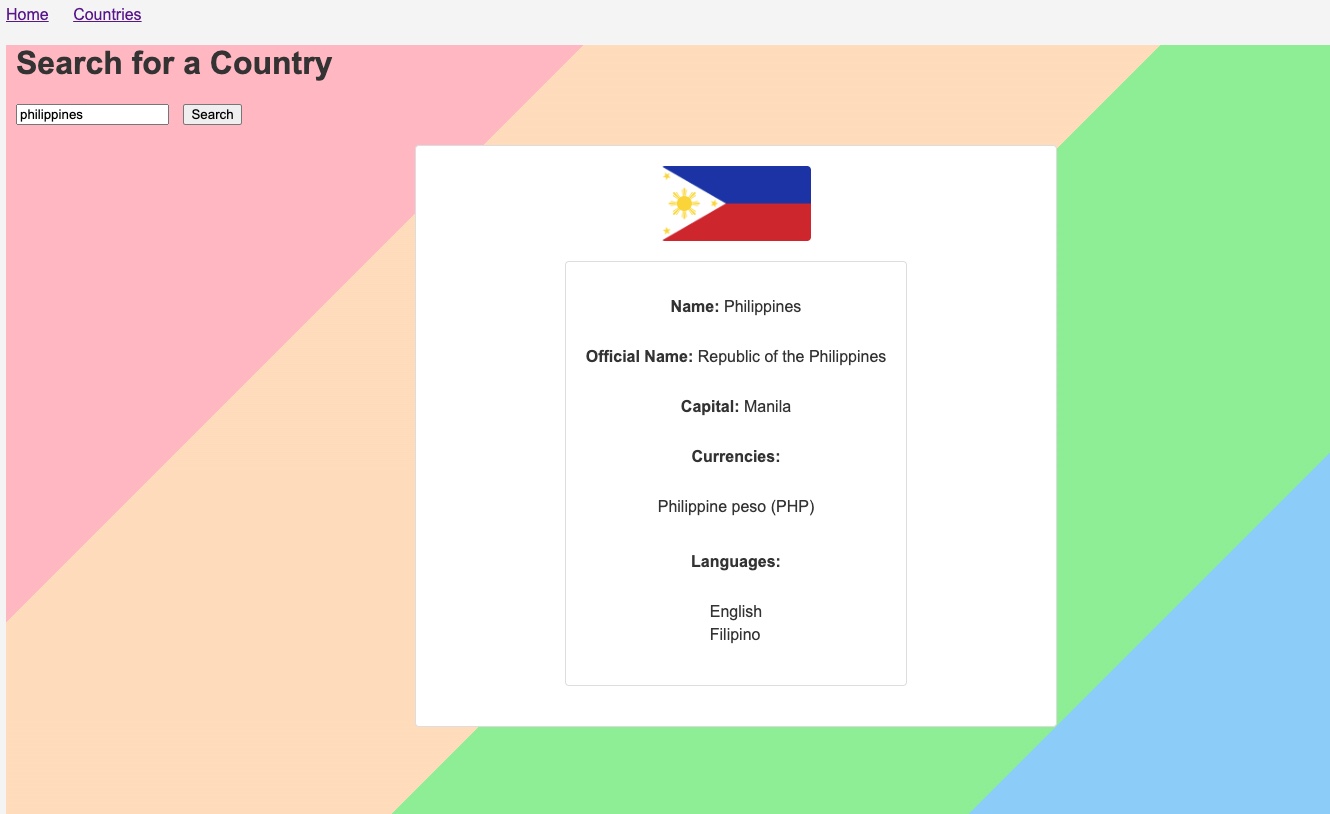 Home Countries
Search for a Country
philippines Search
Name: Philippines
Official Name: Republic of the Philippines
Capital: Manila
Currencies:
Philippine peso (PHP)
Languages:
English
Filipino